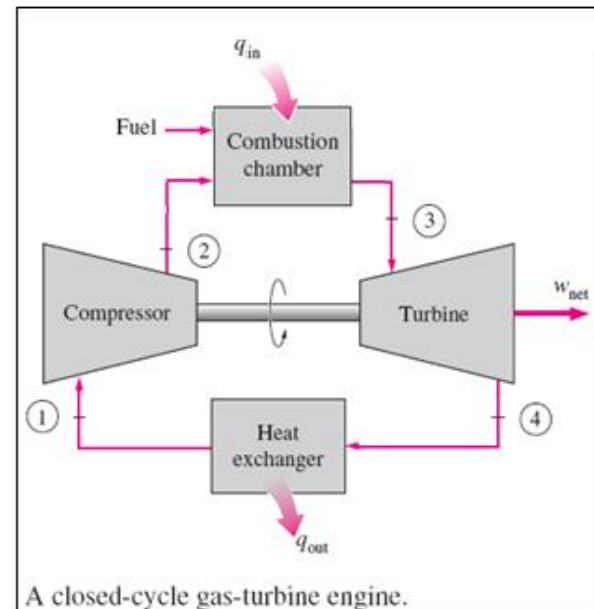 q_in
Fuel
Combustion
chamber
②
③
Compressor
Turbine
w_net
①
④
Heat
exchanger
q_out
A closed-cycle gas-turbine engine.